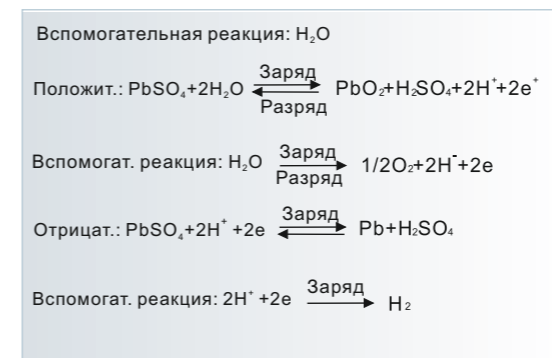 Вспомогательная реакция: H₂O
Заряд
Положит.: PbSO₄+2H₂O ⇄ PbO₂+H₂SO₄+2H⁺+2e⁺
Разряд
Заряд
Вспомогат. реакция: H₂O → 1/2O₂+2H⁻+2e
Разряд
Заряд
Отрицат.: PbSO₄+2H⁺ +2e ⇄ Pb+H₂SO₄
Заряд
Вспомогат. реакция: 2H⁺ +2e → H₂